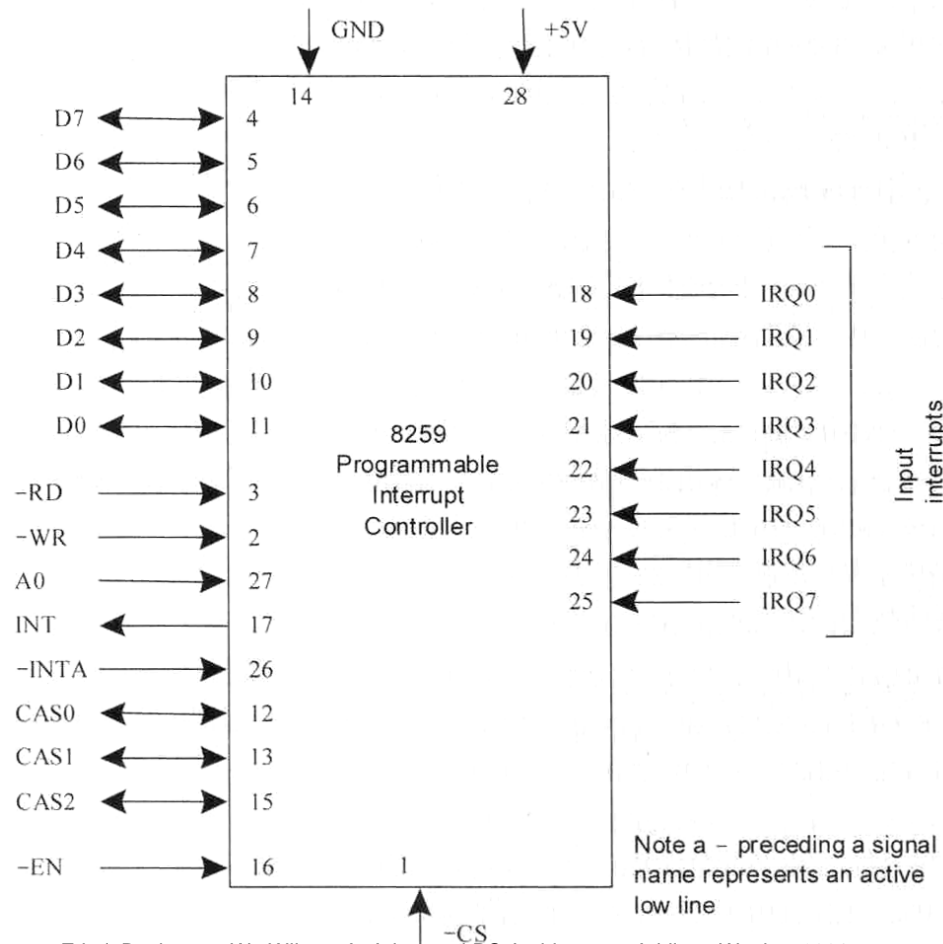 GND
+5V
14
28
D7
4
D6
5
D5
6
D4
7
D3
8
D2
9
D1
10
D0
11
-RD
3
-WR
2
A0
27
INT
17
-INTA
26
CAS0
12
CAS1
13
CAS2
15
-EN
16
8259
Programmable
Interrupt
Controller
18
IRQ0
19
IRQ1
20
IRQ2
21
IRQ3
22
IRQ4
23
IRQ5
24
IRQ6
25
IRQ7
Input
interrupts
1
-CS
Note a – preceding a signal
name represents an active
low line